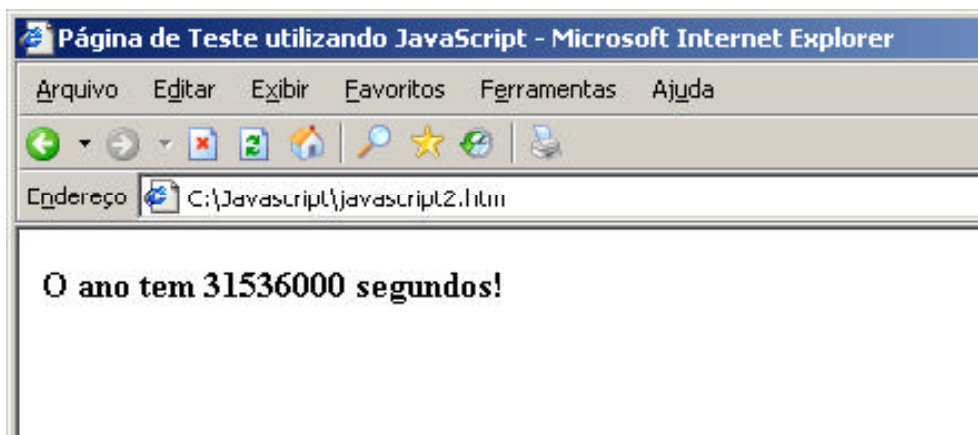 Página de Teste utilizando JavaScript - Microsoft Internet Explorer
Arquivo Editar Exibir Favoritos Ferramentas Ajuda
Endereço C:\Javascript\javascript2.htm
O ano tem 31536000 segundos!